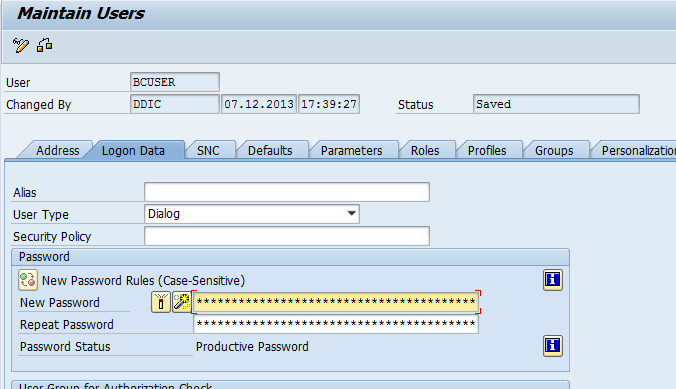 Maintain Users
User BCUSER
Changed By DDIC 07.12.2013 17:39:27 Status Saved
Address Logon Data SNC Defaults Parameters Roles Profiles Groups Personalizatio
Alias
User Type Dialog
Security Policy
Password
New Password Rules (Case-Sensitive)
New Password ****************************************
Repeat Password ****************************************
Password Status Productive Password
User Group for Authorization Check